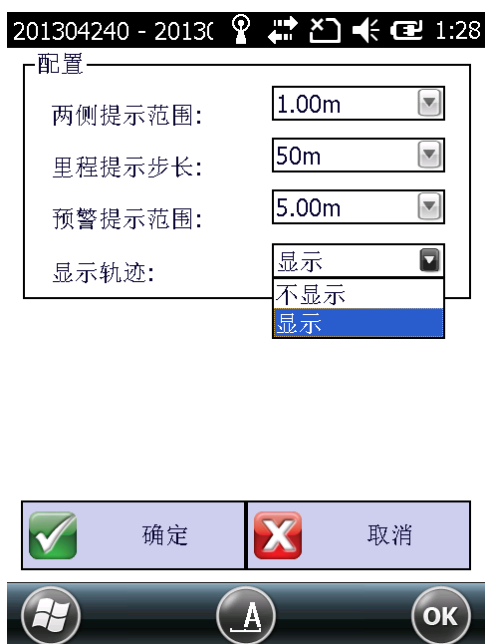 201304240 - 2013( 1:28
配置
两侧提示范围: 1.00m
里程提示步长: 50m
预警提示范围: 5.00m
显示轨迹: 显示
不显示
显示
确定 取消
A OK